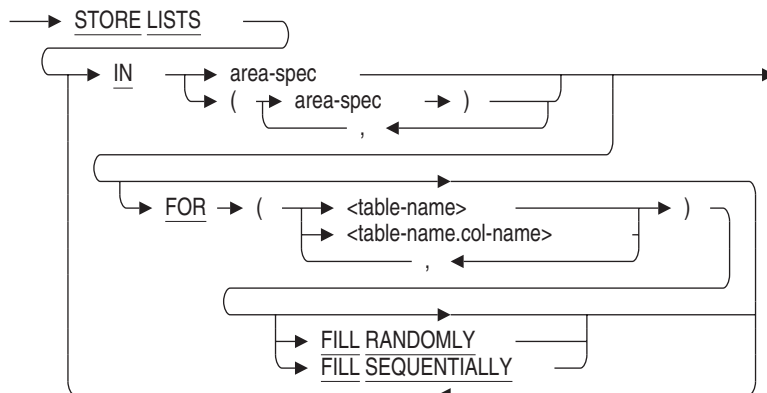 STORE LISTS
IN area-spec
( area-spec )
,
FOR ( <table-name> )
<table-name.col-name>
,
FILL RANDOMLY
FILL SEQUENTIALLY